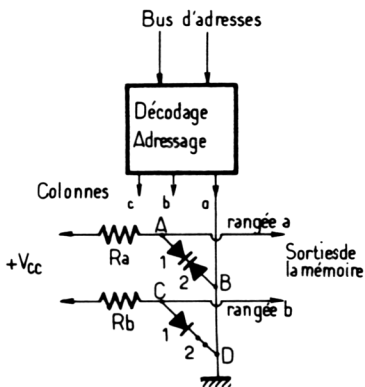 Bus d'adresses
Décodage
Adressage
Colonnes
c b a
A rangée a
Ra
1
2
B
Sorties de
la mémoire
+Vcc
C rangée b
Rb
1
2
D